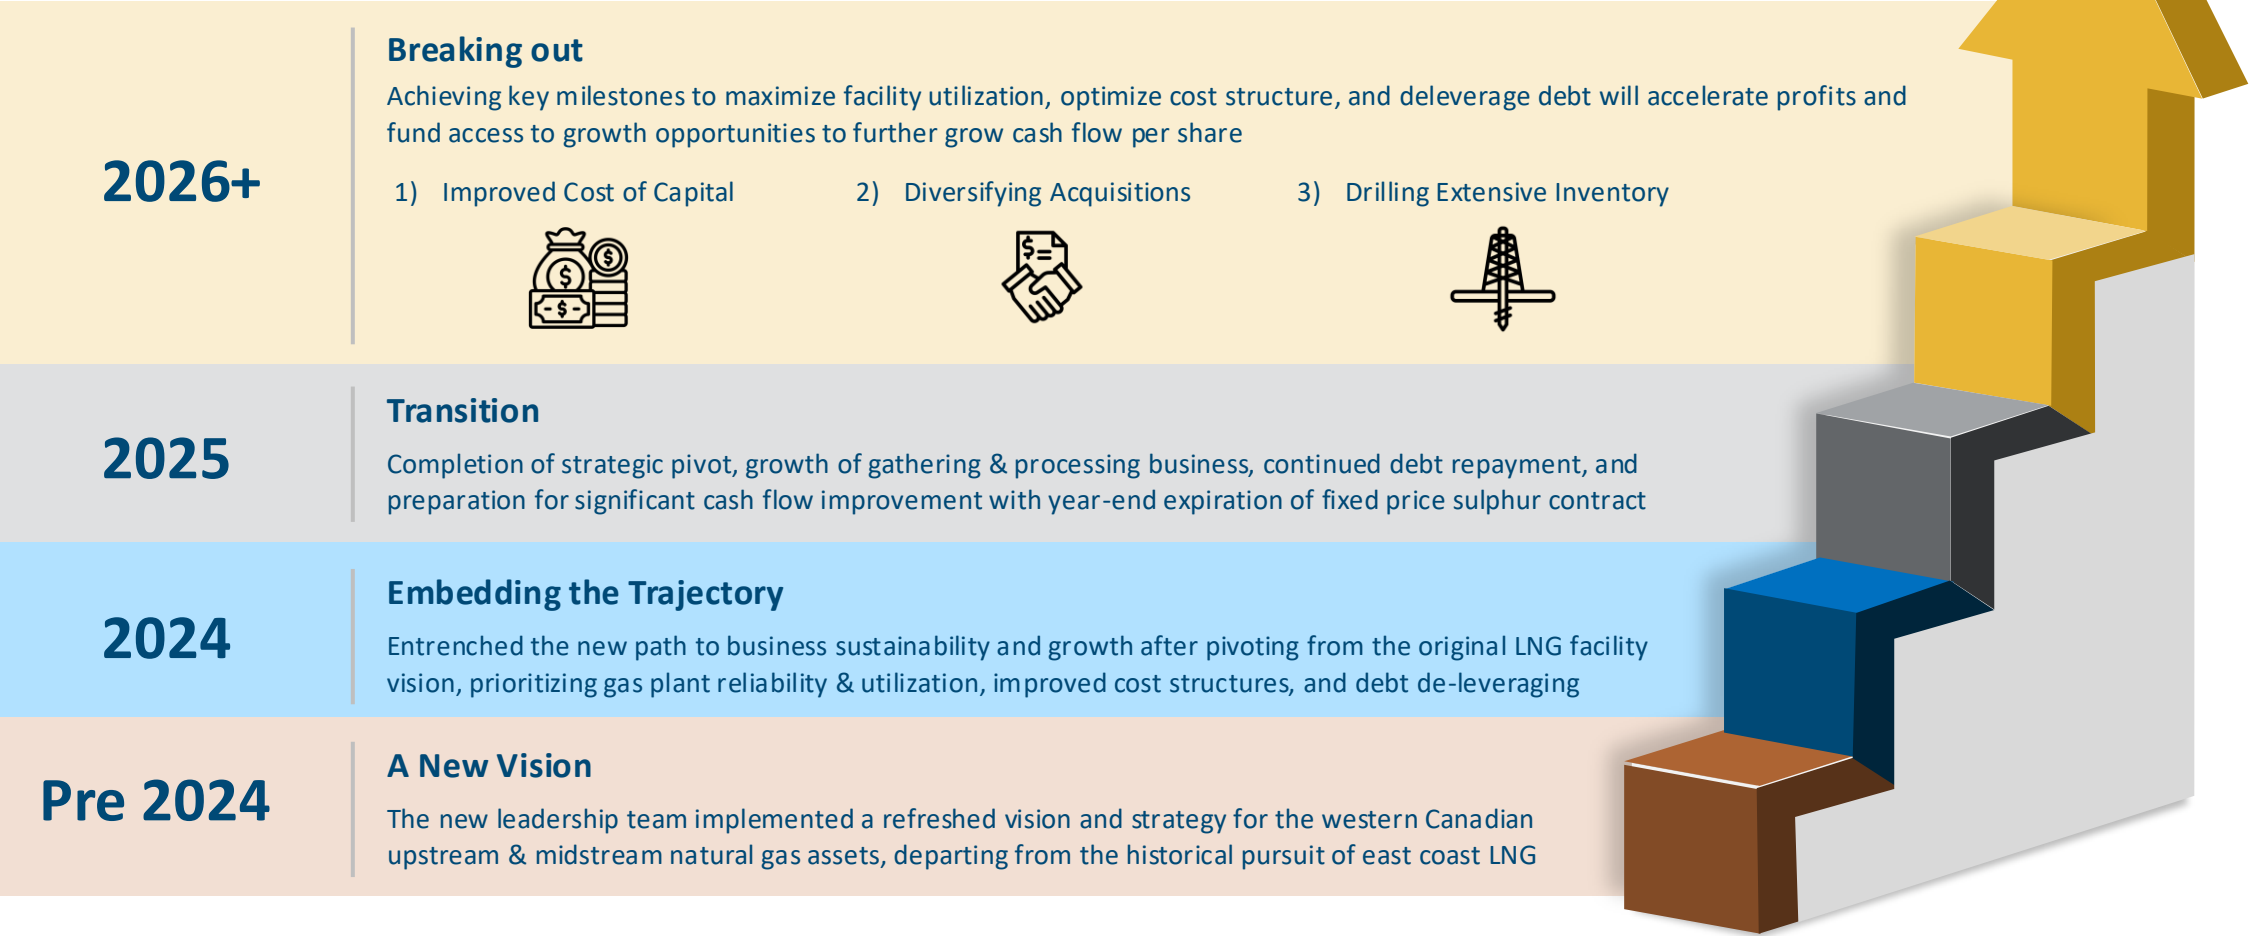 2026+
Breaking out
Achieving key milestones to maximize facility utilization, optimize cost structure, and deleverage debt will accelerate profits and
fund access to growth opportunities to further grow cash flow per share
1) Improved Cost of Capital
2) Diversifying Acquisitions
3) Drilling Extensive Inventory
$ $ $
$=
2025
Transition
Completion of strategic pivot, growth of gathering & processing business, continued debt repayment, and
preparation for significant cash flow improvement with year-end expiration of fixed price sulphur contract
2024
Embedding the Trajectory
Entrenched the new path to business sustainability and growth after pivoting from the original LNG facility
vision, prioritizing gas plant reliability & utilization, improved cost structures, and debt de-leveraging
Pre 2024
A New Vision
The new leadership team implemented a refreshed vision and strategy for the western Canadian
upstream & midstream natural gas assets, departing from the historical pursuit of east coast LNG